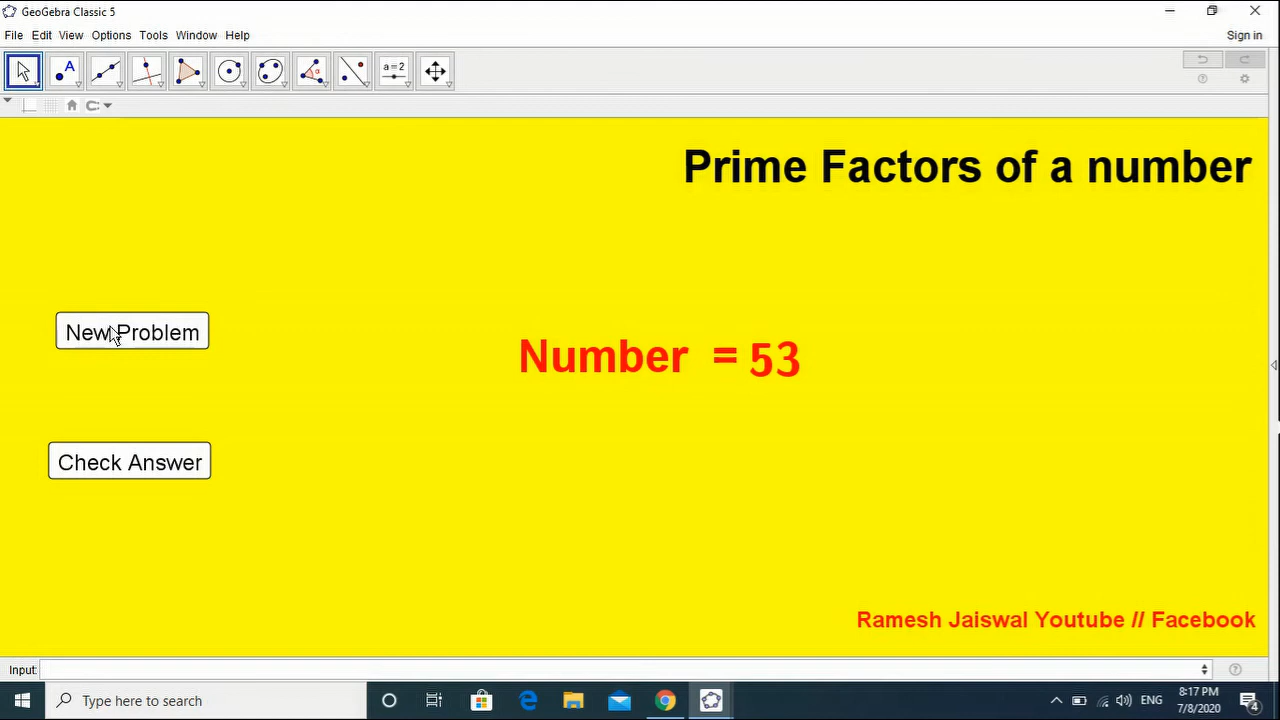 GeoGebra Classic 5
File Edit View Options Tools Window Help
Sign in
A
α
a=2
Prime Factors of a number
New Problem
Number = 53
Check Answer
Ramesh Jaiswal Youtube // Facebook
Input:
Type here to search
ENG
8:17 PM
7/8/2020
4